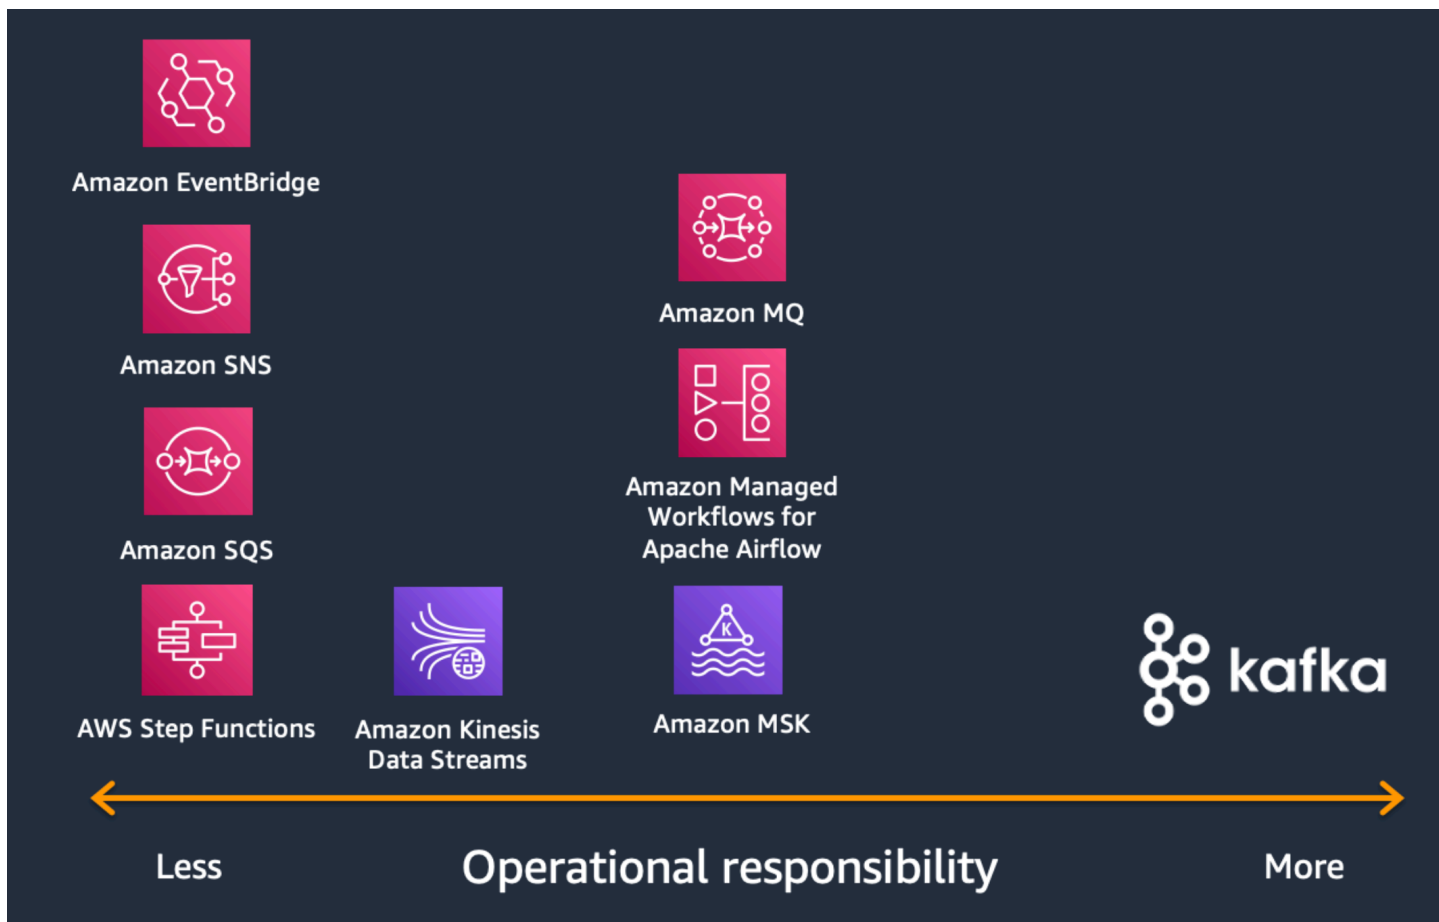 Amazon EventBridge
Amazon SNS
Amazon SQS
AWS Step Functions
Amazon Kinesis
Data Streams
Amazon MQ
Amazon Managed
Workflows for
Apache Airflow
K
Amazon MSK
kafka
Less
Operational responsibility
More